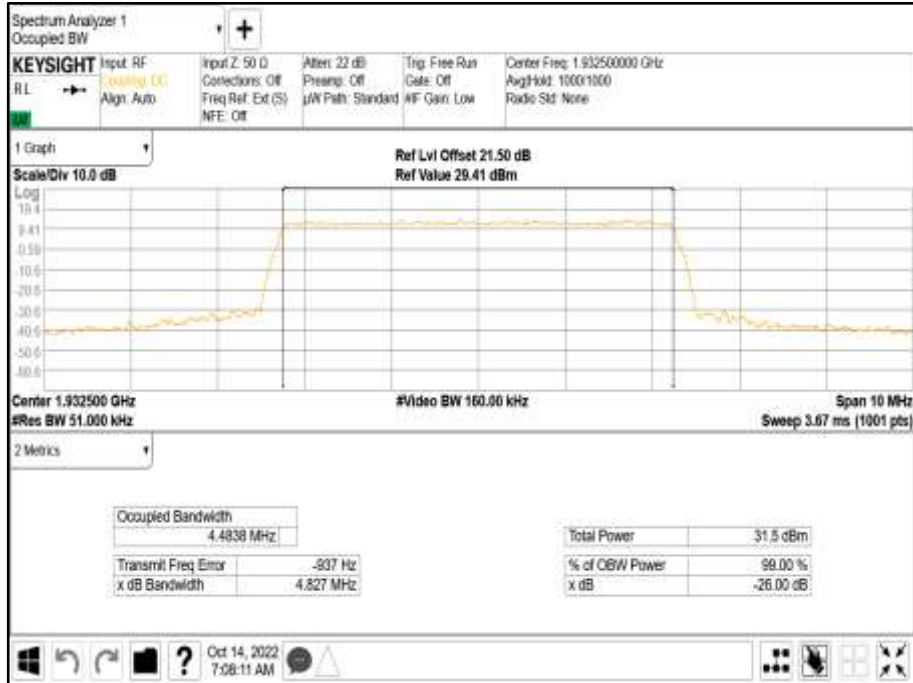 Spectrum Analyzer 1
Occupied BW
+
KEYSIGHT
RL
Input: RF
Coupling: DC
Align: Auto
Input Z: 50 Ω
Corrections: Off
Freq Ref: Ext (S)
NFE: Off
Atten: 22 dB
Preamp: Off
µW Path: Standard
Trig: Free Run
Gate: Off
#IF Gain: Low
Center Freq: 1.932500000 GHz
Avg|Hold: 1000/1000
Radio Std: None
1 Graph
Scale/Div 10.0 dB
Ref Lvl Offset 21.50 dB
Ref Value 29.41 dBm
Log
19.4
9.41
-0.59
-10.6
-20.6
-30.6
-40.6
-50.6
-60.6
Center 1.932500 GHz
#Res BW 51.000 kHz
#Video BW 160.00 kHz
Span 10 MHz
Sweep 3.67 ms (1001 pts)
2 Metrics
Occupied Bandwidth
4.4838 MHz
Transmit Freq Error -937 Hz
x dB Bandwidth 4.827 MHz
Total Power 31.5 dBm
% of OBW Power 99.00 %
x dB -26.00 dB
?
Oct 14, 2022
7:08:11 AM